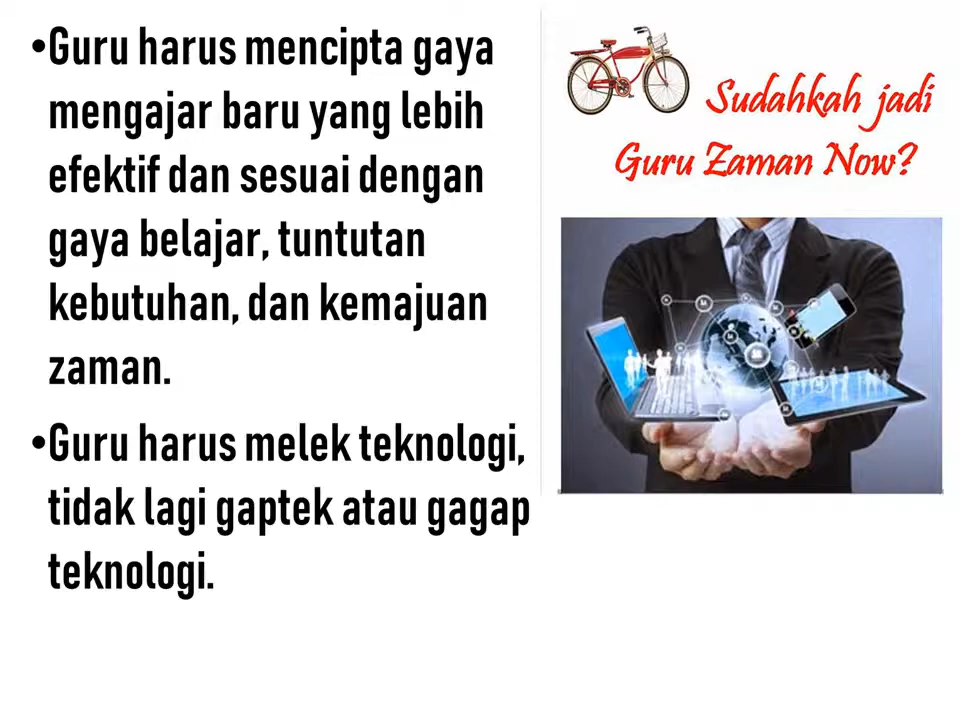 •Guru harus mencipta gaya
mengajar baru yang lebih
efektif dan sesuai dengan
gaya belajar, tuntutan
kebutuhan, dan kemajuan
zaman.
•Guru harus melek teknologi,
tidak lagi gaptek atau gagap
teknologi.
Sudahkah jadi
Guru Zaman Now?